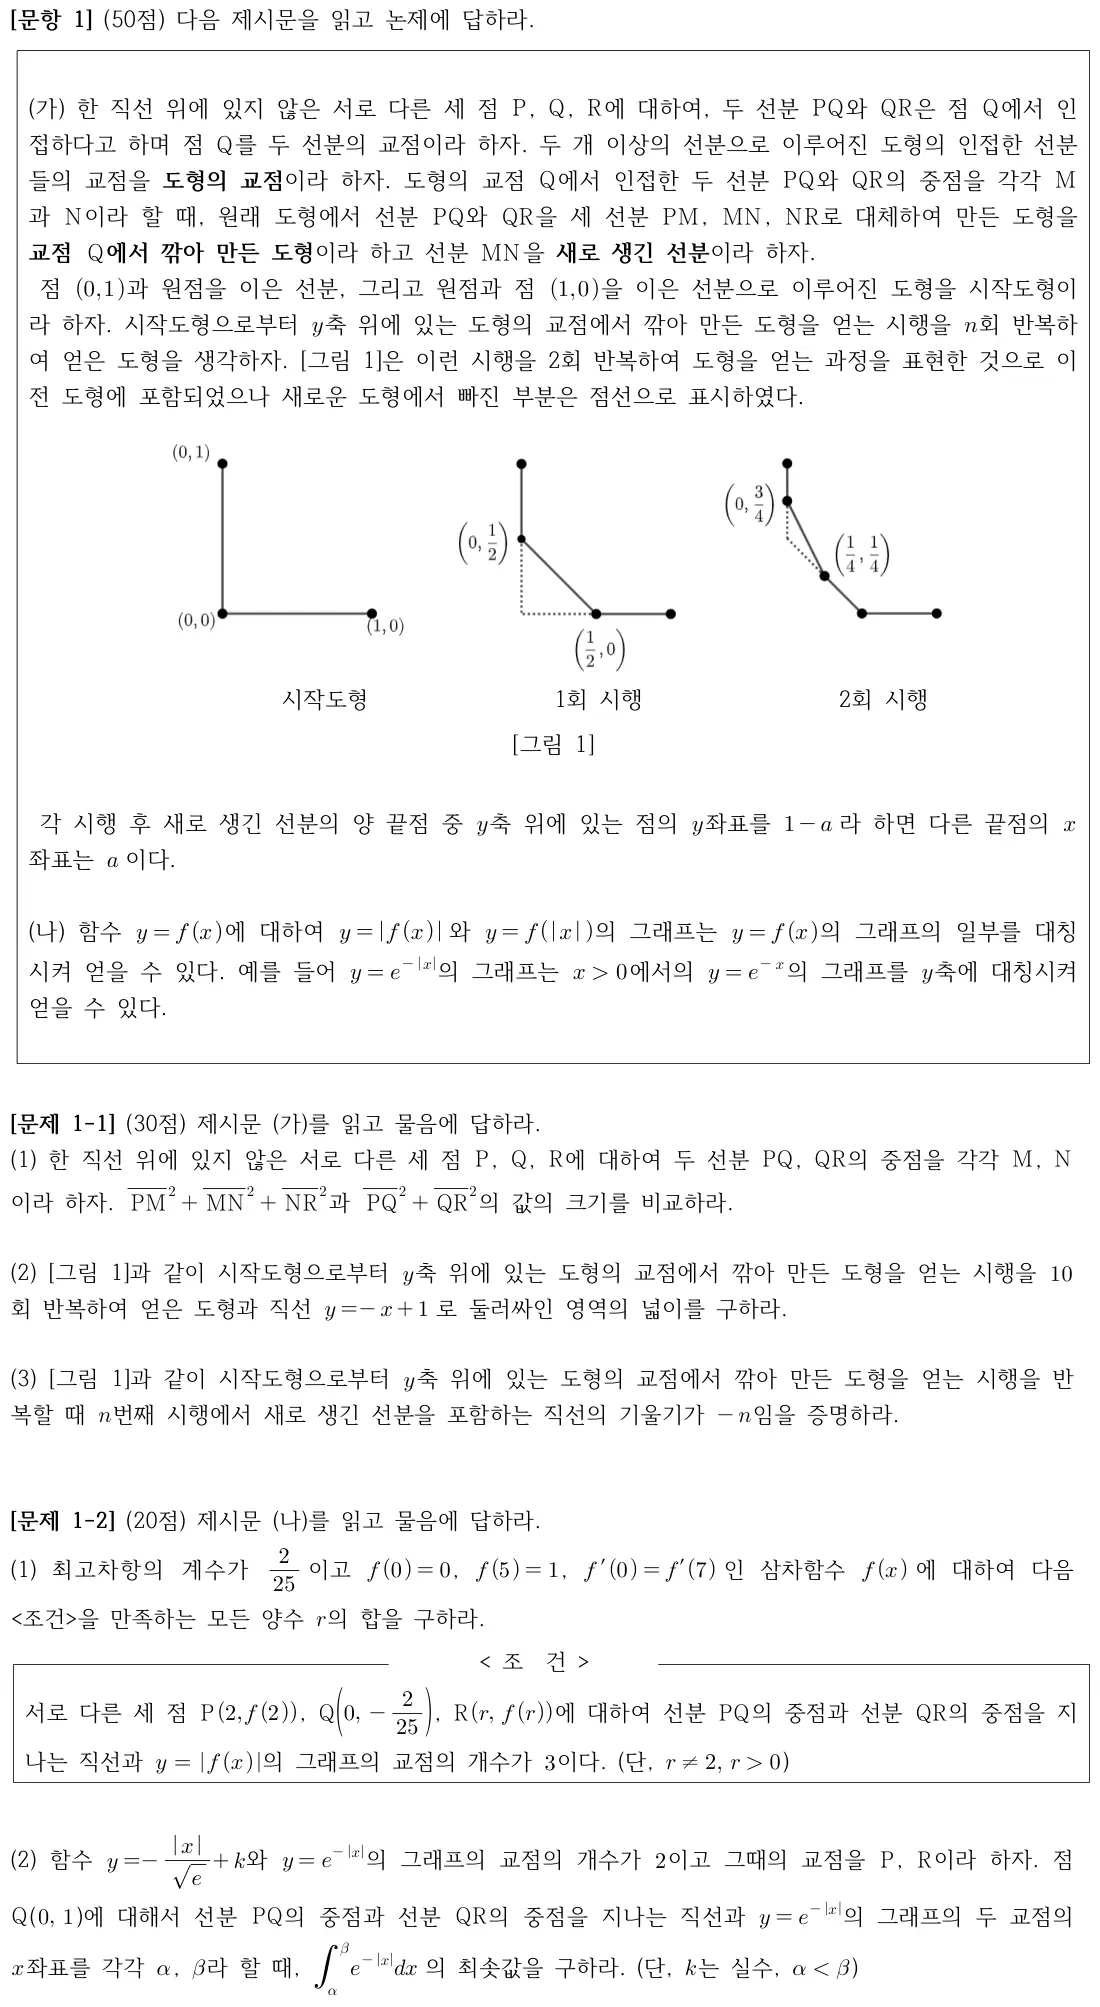 [문항 1] (50점) 다음 제시문을 읽고 논제에 답하라.
(가) 한 직선 위에 있지 않은 서로 다른 세 점 P, Q, R에 대하여, 두 선분 PQ와 QR은 점 Q에서 인
접하다고 하며 점 Q를 두 선분의 교점이라 하자. 두 개 이상의 선분으로 이루어진 도형의 인접한 선분
들의 교점을 도형의 교점이라 하자. 도형의 교점 Q에서 인접한 두 선분 PQ와 QR의 중점을 각각 M
과 N이라 할 때, 원래 도형에서 선분 PQ와 QR을 세 선분 PM, MN, NR로 대체하여 만든 도형을
교점 Q에서 깎아 만든 도형이라 하고 선분 MN을 새로 생긴 선분이라 하자.
점 (0,1)과 원점을 이은 선분, 그리고 원점과 점 (1,0)을 이은 선분으로 이루어진 도형을 시작도형이
라 하자. 시작도형으로부터 y축 위에 있는 도형의 교점에서 깎아 만든 도형을 얻는 시행을 n회 반복하
여 얻은 도형을 생각하자. [그림 1]은 이런 시행을 2회 반복하여 도형을 얻는 과정을 표현한 것으로 이
전 도형에 포함되었으나 새로운 도형에서 빠진 부분은 점선으로 표시하였다.
(0,1)
(0,0)
(1,0)
(0, 1/2)
(1/2, 0)
(0, 3/4)
(1/4, 1/4)
시작도형 1회 시행 2회 시행
[그림 1]
각 시행 후 새로 생긴 선분의 양 끝점 중 y축 위에 있는 점의 y좌표를 1-a라 하면 다른 끝점의 x
좌표는 a이다.
(나) 함수 y=f(x)에 대하여 y=|f(x)|와 y=f(|x|)의 그래프는 y=f(x)의 그래프의 일부를 대칭
시켜 얻을 수 있다. 예를 들어 y=e^{-|x|}의 그래프는 x>0에서의 y=e^{-x}의 그래프를 y축에 대칭시켜
얻을 수 있다.
[문제 1-1] (30점) 제시문 (가)를 읽고 물음에 답하라.
(1) 한 직선 위에 있지 않은 서로 다른 세 점 P, Q, R에 대하여 두 선분 PQ, QR의 중점을 각각 M, N
이라 하자. \overline{PM}^2+\overline{MN}^2+\overline{NR}^2과 \overline{PQ}^2+\overline{QR}^2의 값의 크기를 비교하라.
(2) [그림 1]과 같이 시작도형으로부터 y축 위에 있는 도형의 교점에서 깎아 만든 도형을 얻는 시행을 10
회 반복하여 얻은 도형과 직선 y=-x+1로 둘러싸인 영역의 넓이를 구하라.
(3) [그림 1]과 같이 시작도형으로부터 y축 위에 있는 도형의 교점에서 깎아 만든 도형을 얻는 시행을 반
복할 때 n번째 시행에서 새로 생긴 선분을 포함하는 직선의 기울기가 -n임을 증명하라.
[문제 1-2] (20점) 제시문 (나)를 읽고 물음에 답하라.
(1) 최고차항의 계수가 2/25이고 f(0)=0, f(5)=1, f'(0)=f'(7)인 삼차함수 f(x)에 대하여 다음
<조건>을 만족하는 모든 양수 r의 합을 구하라.
< 조 건 >
서로 다른 세 점 P(2,f(2)), Q(0, -2/25), R(r, f(r))에 대하여 선분 PQ의 중점과 선분 QR의 중점을 지
나는 직선과 y=|f(x)|의 그래프의 교점의 개수가 3이다. (단, r≠2, r>0)
(2) 함수 y=-|x|/√e+k와 y=e^{-|x|}의 그래프의 교점의 개수가 2이고 그때의 교점을 P, R이라 하자. 점
Q(0, 1)에 대해서 선분 PQ의 중점과 선분 QR의 중점을 지나는 직선과 y=e^{-|x|}의 그래프의 두 교점의
x좌표를 각각 α, β라 할 때, ∫_α^β e^{-|x|}dx의 최솟값을 구하라. (단, k는 실수, α<β)